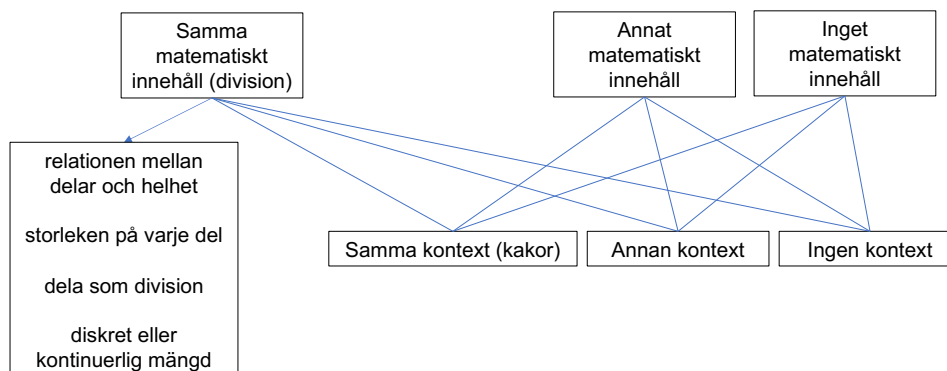 Samma
matematiskt
innehåll (division)
Annat
matematiskt
innehåll
Inget
matematiskt
innehåll
relationen mellan
delar och helhet
storleken på varje del
dela som division
diskret eller
kontinuerlig mängd
Samma kontext (kakor)
Annan kontext
Ingen kontext